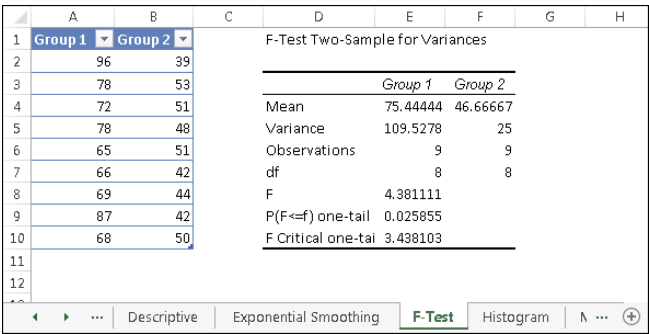 A B C D E F G H
1 Group 1 Group 2 F-Test Two-Sample for Variances
2 96 39
3 78 53 Group 1 Group 2
4 72 51 Mean 75.44444 46.66667
5 78 48 Variance 109.5278 25
6 65 51 Observations 9 9
7 66 42 df 8 8
8 69 44 F 4.381111
9 87 42 P(F<=f) one-tail 0.025855
10 68 50 F Critical one-tai 3.438103
11
12
... Descriptive Exponential Smoothing F-Test Histogram ...